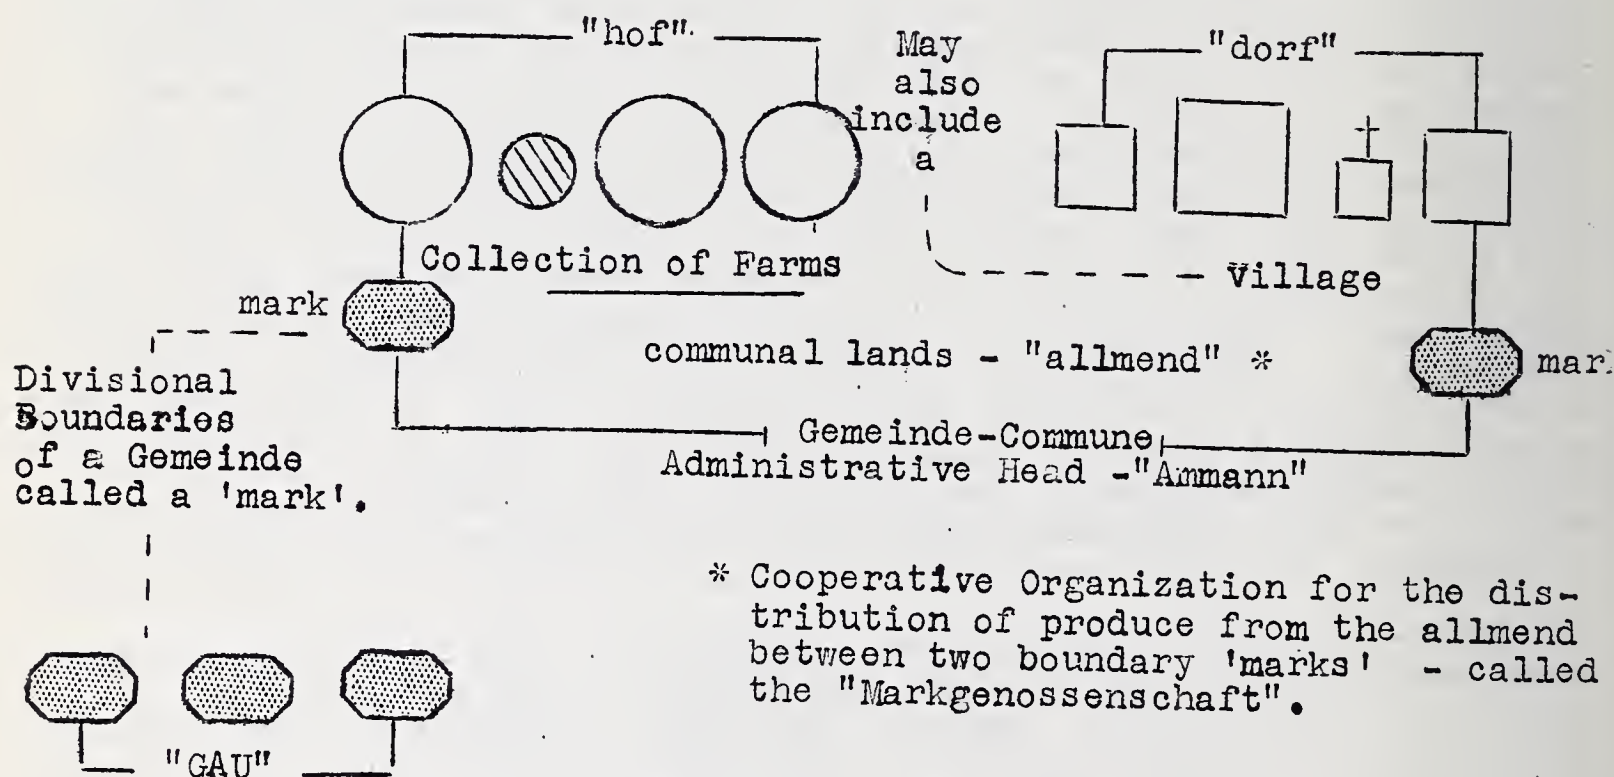 "hof"
May
also
include
a
"dorf"
Collection of Farms
Village
mark
communal lands - "allmend" *
mar
Divisional
Boundaries
of a Gemeinde
called a 'mark'.
Gemeinde-Commune
Administrative Head -"Ammann"
* Cooperative Organization for the dis-
tribution of produce from the allmend
between two boundary 'marks' - called
the "Markgenossenschaft".
"GAU"